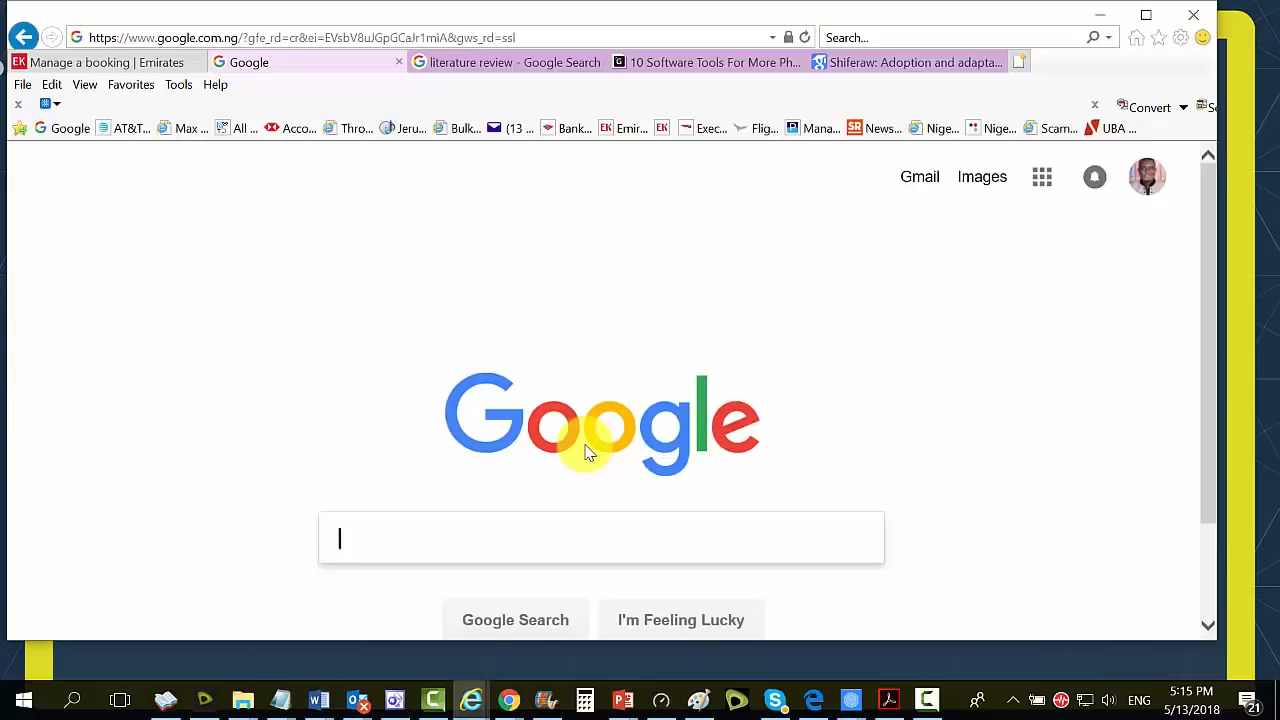 https://www.google.com.ng/?gfe_rd=cr&ei=EVsbV8uJGpGCaJr1miA&gws_rd=ssl
Search...
Manage a booking | Emirates
Google
literature review - Google Search
10 Software Tools For More Ph...
Shiferaw: Adoption and adapta...
File Edit View Favorites Tools Help
x
x Convert
Google AT&T... Max ... All ... Acco... Thro... Jeru... Bulk... (13 ... Bank... Emir... EK Exec... Flig... Mana... News... Nige... Nige... Scam... UBA ...
Gmail Images
Google
Google Search I'm Feeling Lucky
ENG
5:15 PM
5/13/2018
21